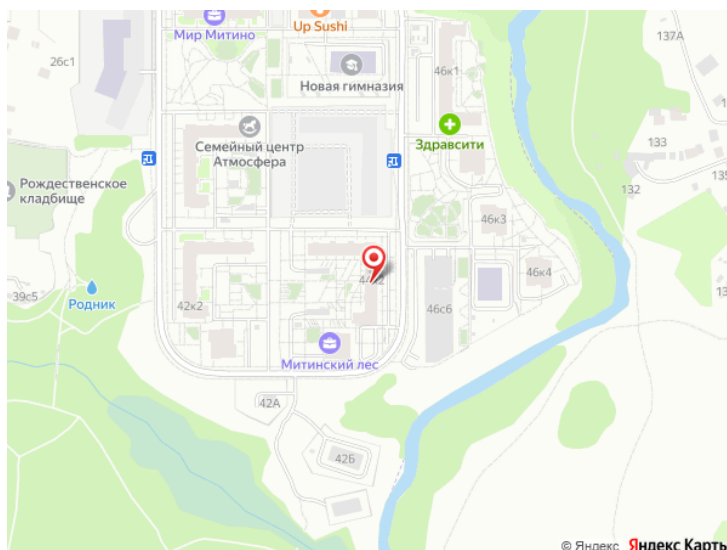 Up Sushi
Мир Митино
137А
26с1
46к1
Новая гимназия
Семейный центр
Атмосфера
Здравсити
133
135
132
Рождественское
кладбище
46к3
46к4
39с5
Родник
42к2
46с6
Митинский лес
42А
42Б
© Яндекс Яндекс Карты